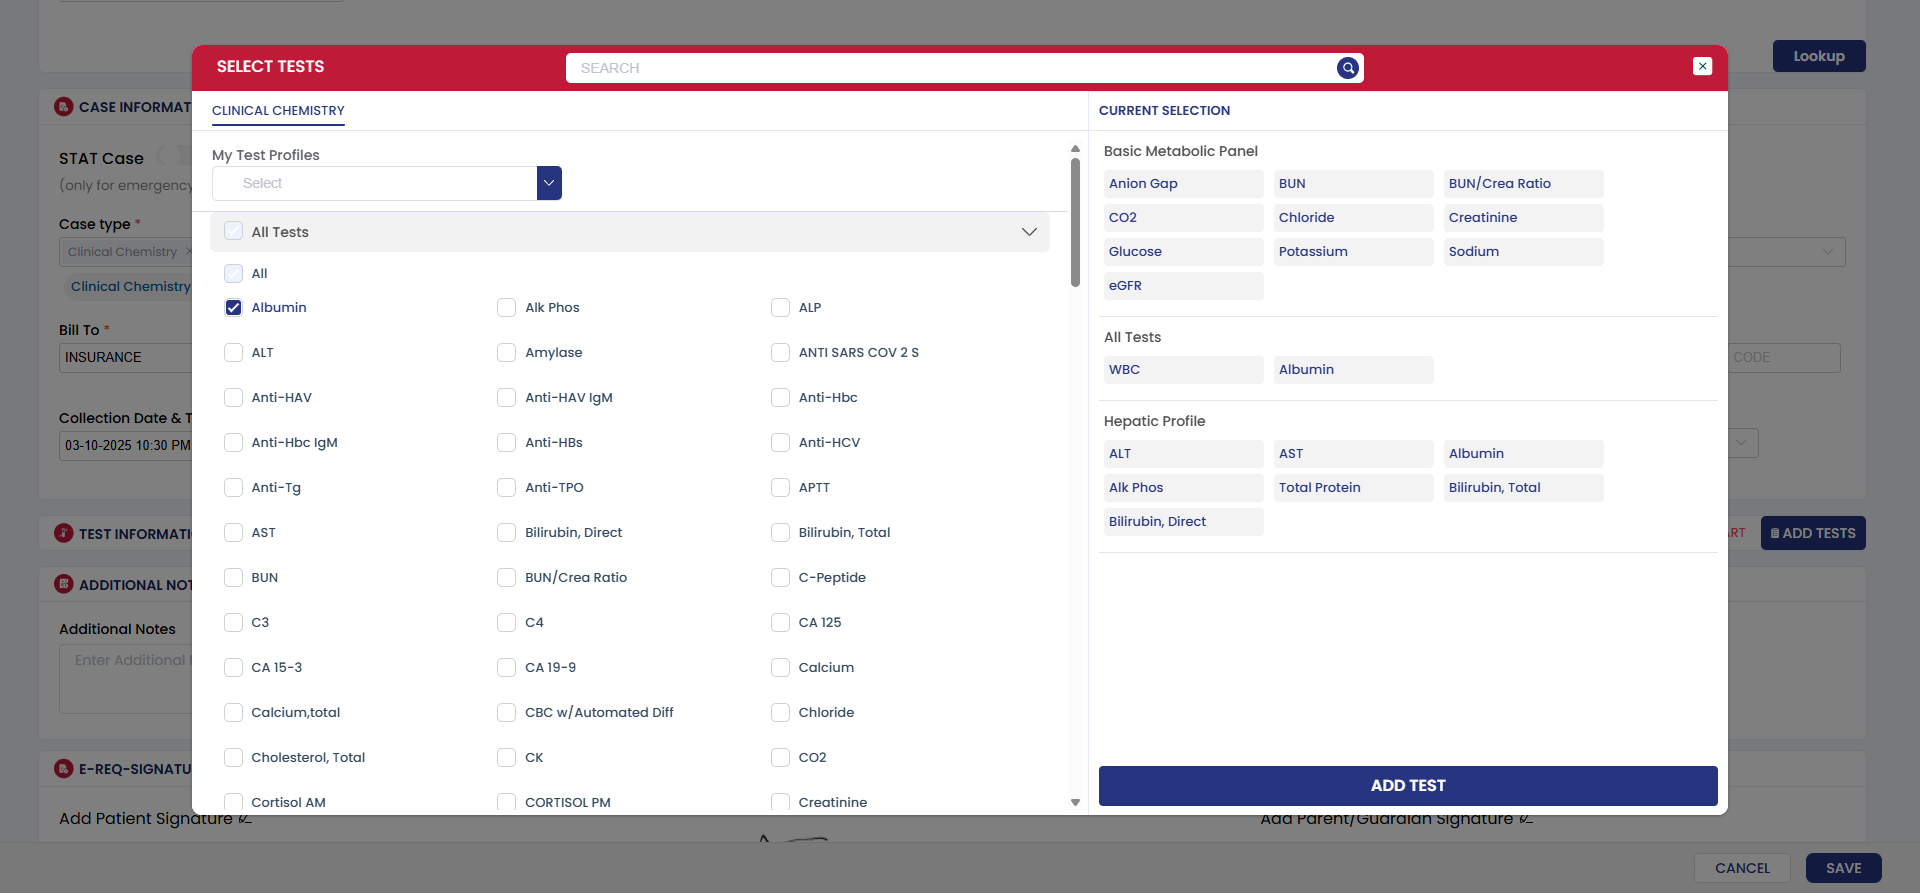 Lookup
SELECT TESTS
SEARCH
CLINICAL CHEMISTRY
CURRENT SELECTION
CASE INFORMAT
STAT Case
(only for emergency
Case type *
Clinical Chemistry ×
Clinical Chemistry
Bill To *
INSURANCE
CODE
Collection Date & T
03-10-2025 10:30 PM
TEST INFORMATI
ART
ADD TESTS
ADDITIONAL NOT
Additional Notes
Enter Additional
E-REQ-SIGNATU
Add Patient Signature
Add Parent/Guardian Signature
My Test Profiles
Select
All Tests
All
Albumin
Alk Phos
ALP
ALT
Amylase
ANTI SARS COV 2 S
Anti-HAV
Anti-HAV IgM
Anti-Hbc
Anti-Hbc IgM
Anti-HBs
Anti-HCV
Anti-Tg
Anti-TPO
APTT
AST
Bilirubin, Direct
Bilirubin, Total
BUN
BUN/Crea Ratio
C-Peptide
C3
C4
CA 125
CA 15-3
CA 19-9
Calcium
Calcium,total
CBC w/Automated Diff
Chloride
Cholesterol, Total
CK
CO2
Cortisol AM
CORTISOL PM
Creatinine
Basic Metabolic Panel
Anion Gap
BUN
BUN/Crea Ratio
CO2
Chloride
Creatinine
Glucose
Potassium
Sodium
eGFR
All Tests
WBC
Albumin
Hepatic Profile
ALT
AST
Albumin
Alk Phos
Total Protein
Bilirubin, Total
Bilirubin, Direct
ADD TEST
CANCEL
SAVE